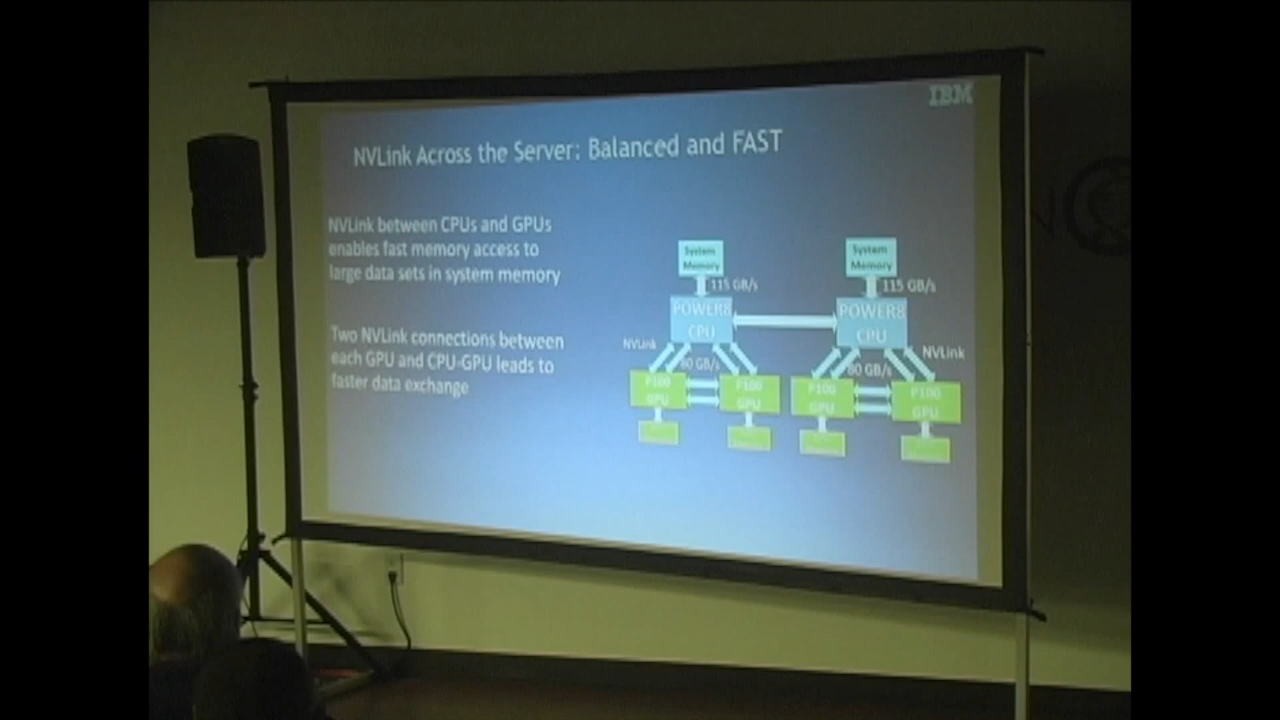 IBM
NVLink Across the Server: Balanced and FAST
NVLink between CPUs and GPUs
enables fast memory access to
large data sets in system memory
Two NVLink connections between
each GPU and CPU-GPU leads to
faster data exchange
System
Memory
System
Memory
115 GB/s
115 GB/s
POWER8
CPU
POWER8
CPU
NVLink
80 GB/s
80 GB/s
NVLink
P100
GPU
P100
GPU
P100
GPU
P100
GPU